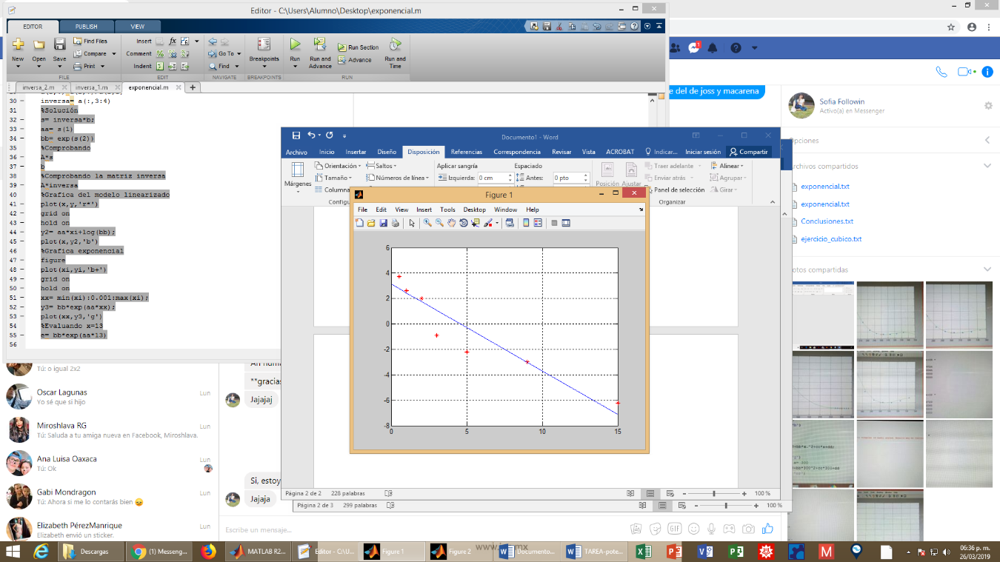 Editor - C:\Users\Alumno\Desktop\exponencial.m
EDITOR PUBLISH VIEW
New Open Save Find Files Compare Print
Insert Comment Indent
Go To Find
Breakpoints
Run Run and Advance Run Section Advance Run and Time
FILE EDIT NAVIGATE BREAKPOINTS RUN
inversa_2.m inversa_1.m exponencial.m
30 inversa= a(:,3:4)
31 %Solución
32 s= inversa*b;
33 aa= s(1)
34 bb= exp(s(2))
35 %Comprobando
36 A*s
37 b
38 %Comprobando la matriz inversa
39 A*inversa
40 %Grafica del modelo linearizado
41 plot(x,y,'r*')
42 grid on
43 hold on
44 y2= aa*xi+log(bb);
45 plot(x,y2,'b')
46 %Grafica exponencial
47 figure
48 plot(xi,yi,'b+')
49 grid on
50 hold on
51 xx= min(xi):0.001:max(xi);
52 y3= bb*exp(aa*xx);
53 plot(xx,y3,'g')
54 %Evaluando x=13
55 e= bb*exp(aa*13)
56
1
e del de joss y macarena
Sofia Followin
Activo(a) en Messenger
Opciones
Archivos compartidos
exponencial.txt
exponencial.txt
Conclusiones.txt
ejercicio_cubico.txt
Fotos compartidas
Documento1 - Word
Archivo Inicio Insertar Diseño Disposición Referencias Correspondencia Revisar Vista ACROBAT Indicar... Iniciar sesión Compartir
Márgenes Orientación Tamaño Columna
Saltos Números de línea
Aplicar sangría
Izquierda: 0 cm
Espaciado
Antes: 0 pto
Posición Ajustar
Traer adelante
Enviar atrás
Panel de selección
Alinear
Agrupar
Girar
Configu Organizar
Figure 1
File Edit View Insert Tools Desktop Window Help
6
4
2
0
-2
-4
-6
-8
0 5 10 15
Tú: o igual 2x2
Oscar Lagunas Lun
Yo sé que si hijo
Miroshlava RG Lun
Tú: Saluda a tu amiga nueva en Facebook, Miroshlava.
Ana Luisa Oaxaca Lun
Tú: Ok
Gabi Mondragon Lun
Tú: Ahora si me lo contarás bien 😄
Elizabeth PérezManrique Lun
Elizabeth envió un sticker.
**gracias
Jajajaj
Si, estoy
Jajaja
Página 2 de 2 228 palabras 100 %
Página 2 de 3 299 palabras 100 %
Escribe un mensaje...
GIF
Descargas (1) Messeng... MATLAB R2... Editor - C:\U... Figure 1 Figure 2 Documento... TAREA-pote...
06:36 p. m.
26/03/2019